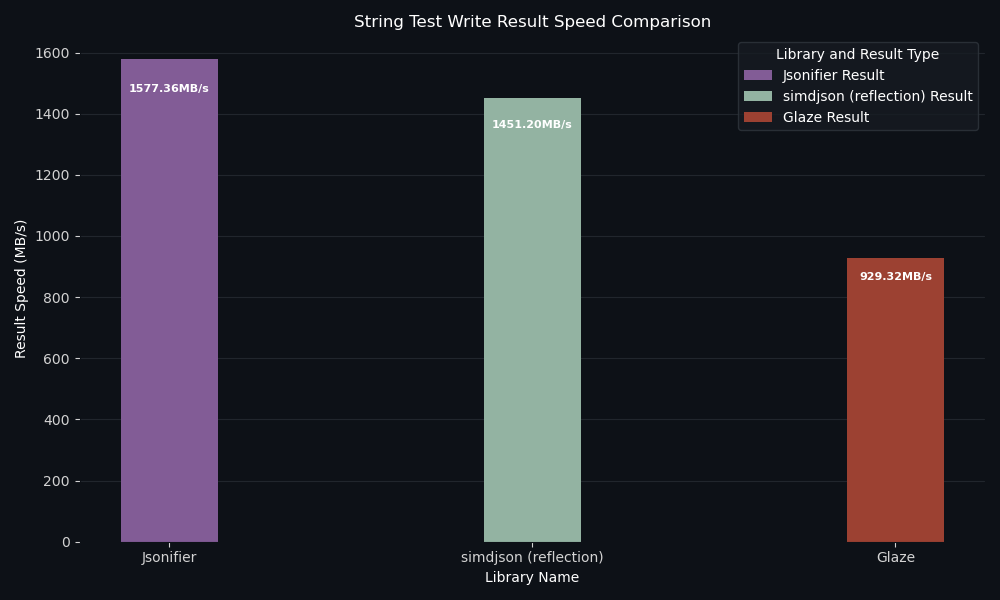 String Test Write Result Speed Comparison
Library and Result Type
Jsonifier Result
simdjson (reflection) Result
Glaze Result
Result Speed (MB/s)
1600
1400
1200
1000
800
600
400
200
0
1577.36MB/s
1451.20MB/s
929.32MB/s
Jsonifier
simdjson (reflection)
Glaze
Library Name